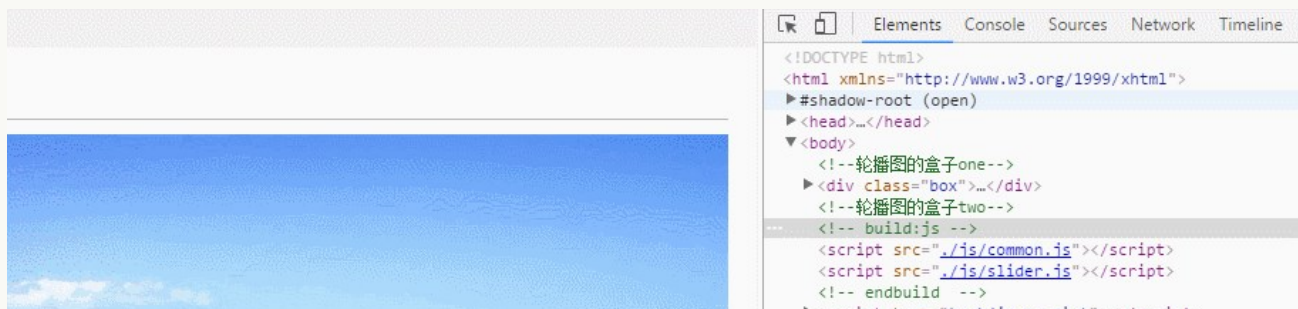 Elements Console Sources Network Timeline
<!DOCTYPE html>
<html xmlns="http://www.w3.org/1999/xhtml">
▶#shadow-root (open)
▶<head>…</head>
▼<body>
<!--轮播图的盒子one-->
▶<div class="box">…</div>
<!--轮播图的盒子two-->
<!-- build:js -->
<script src="./js/common.js"></script>
<script src="./js/slider.js"></script>
<!-- endbuild -->